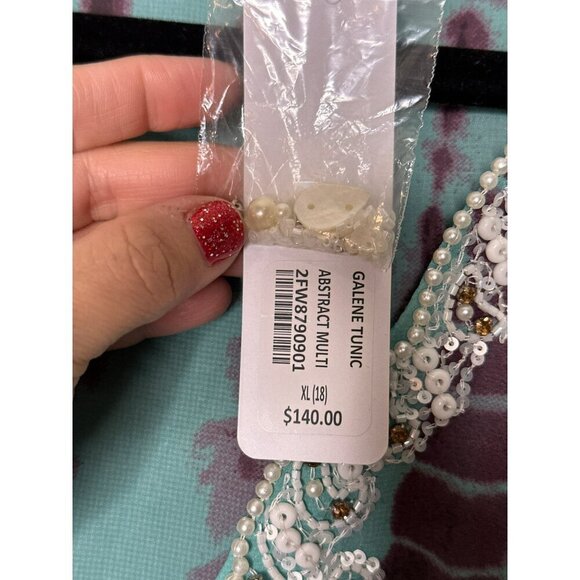 GALENE TUNIC
ABSTRACT MULTI
2FW8790901
XL (18)
$140.00